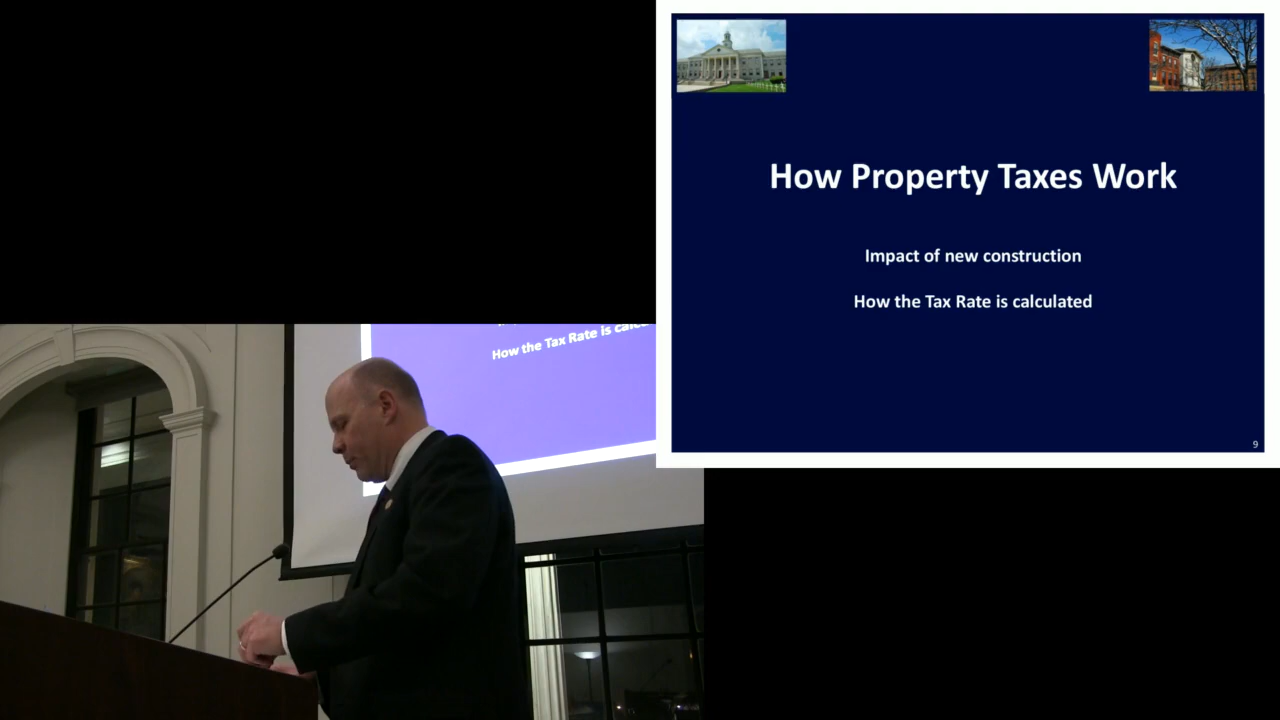 How Property Taxes Work
Impact of new construction
How the Tax Rate is calculated
9
How the Tax Rate is